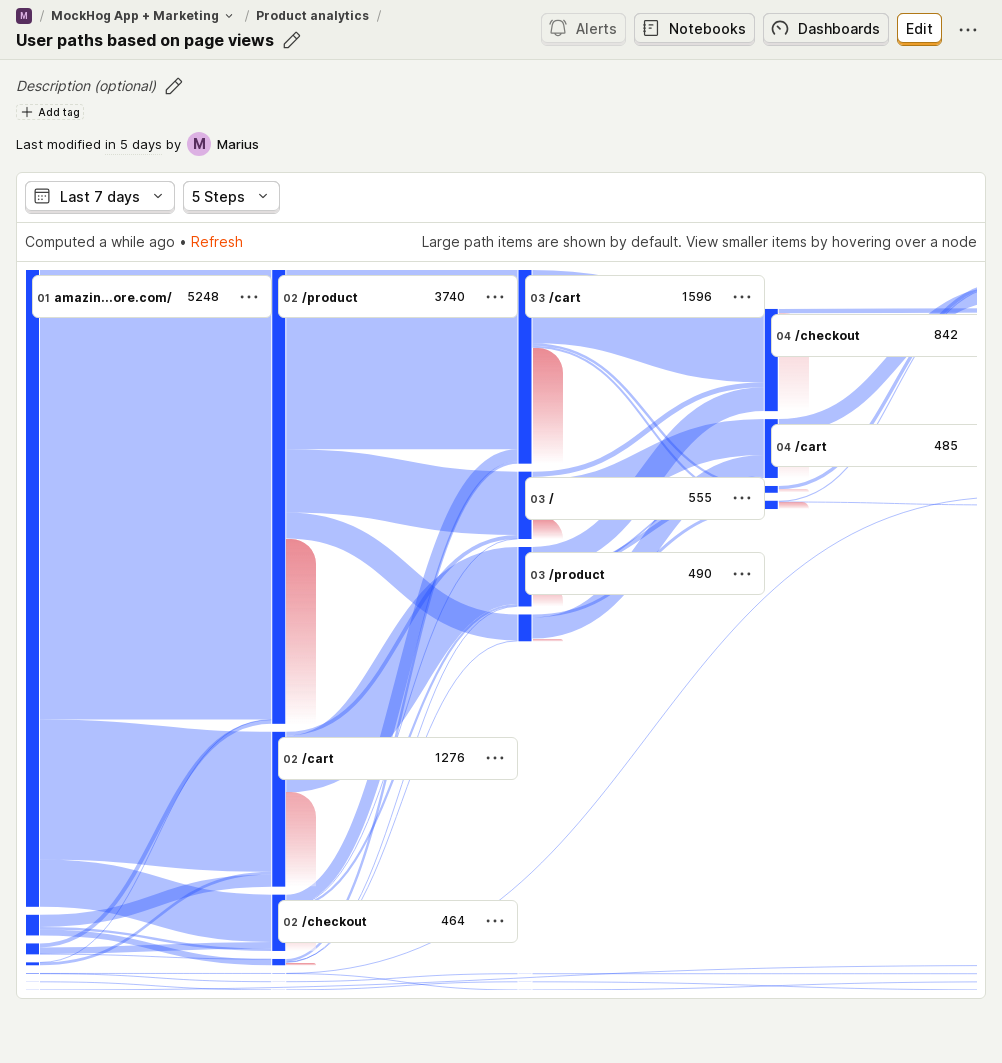 M / MockHog App + Marketing / Product analytics /
User paths based on page views
Alerts Notebooks Dashboards Edit
Description (optional)
Add tag
Last modified in 5 days by M Marius
Last 7 days 5 Steps
Computed a while ago • Refresh Large path items are shown by default. View smaller items by hovering over a node
01 amazin...ore.com/ 5248
02 /product 3740
03 /cart 1596
04 /checkout 842
04 /cart 485
03 / 555
03 /product 490
02 /cart 1276
02 /checkout 464